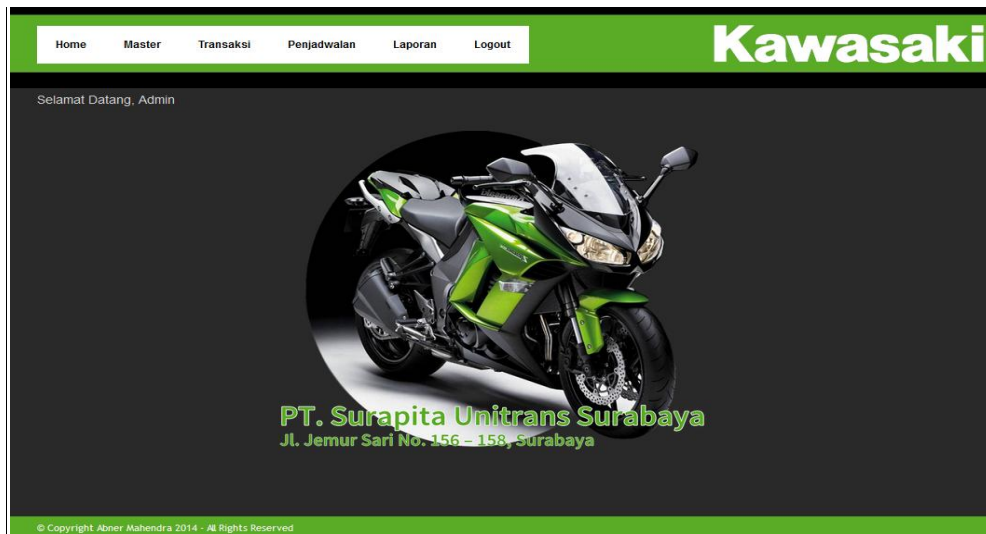 Home Master Transaksi Penjadwalan Laporan Logout
Kawasaki
Selamat Datang, Admin
PT. Surapita Unitrans Surabaya
Jl. Jemur Sari No. 156 – 158, Surabaya
© Copyright Abner Mahendra 2014 - All Rights Reserved